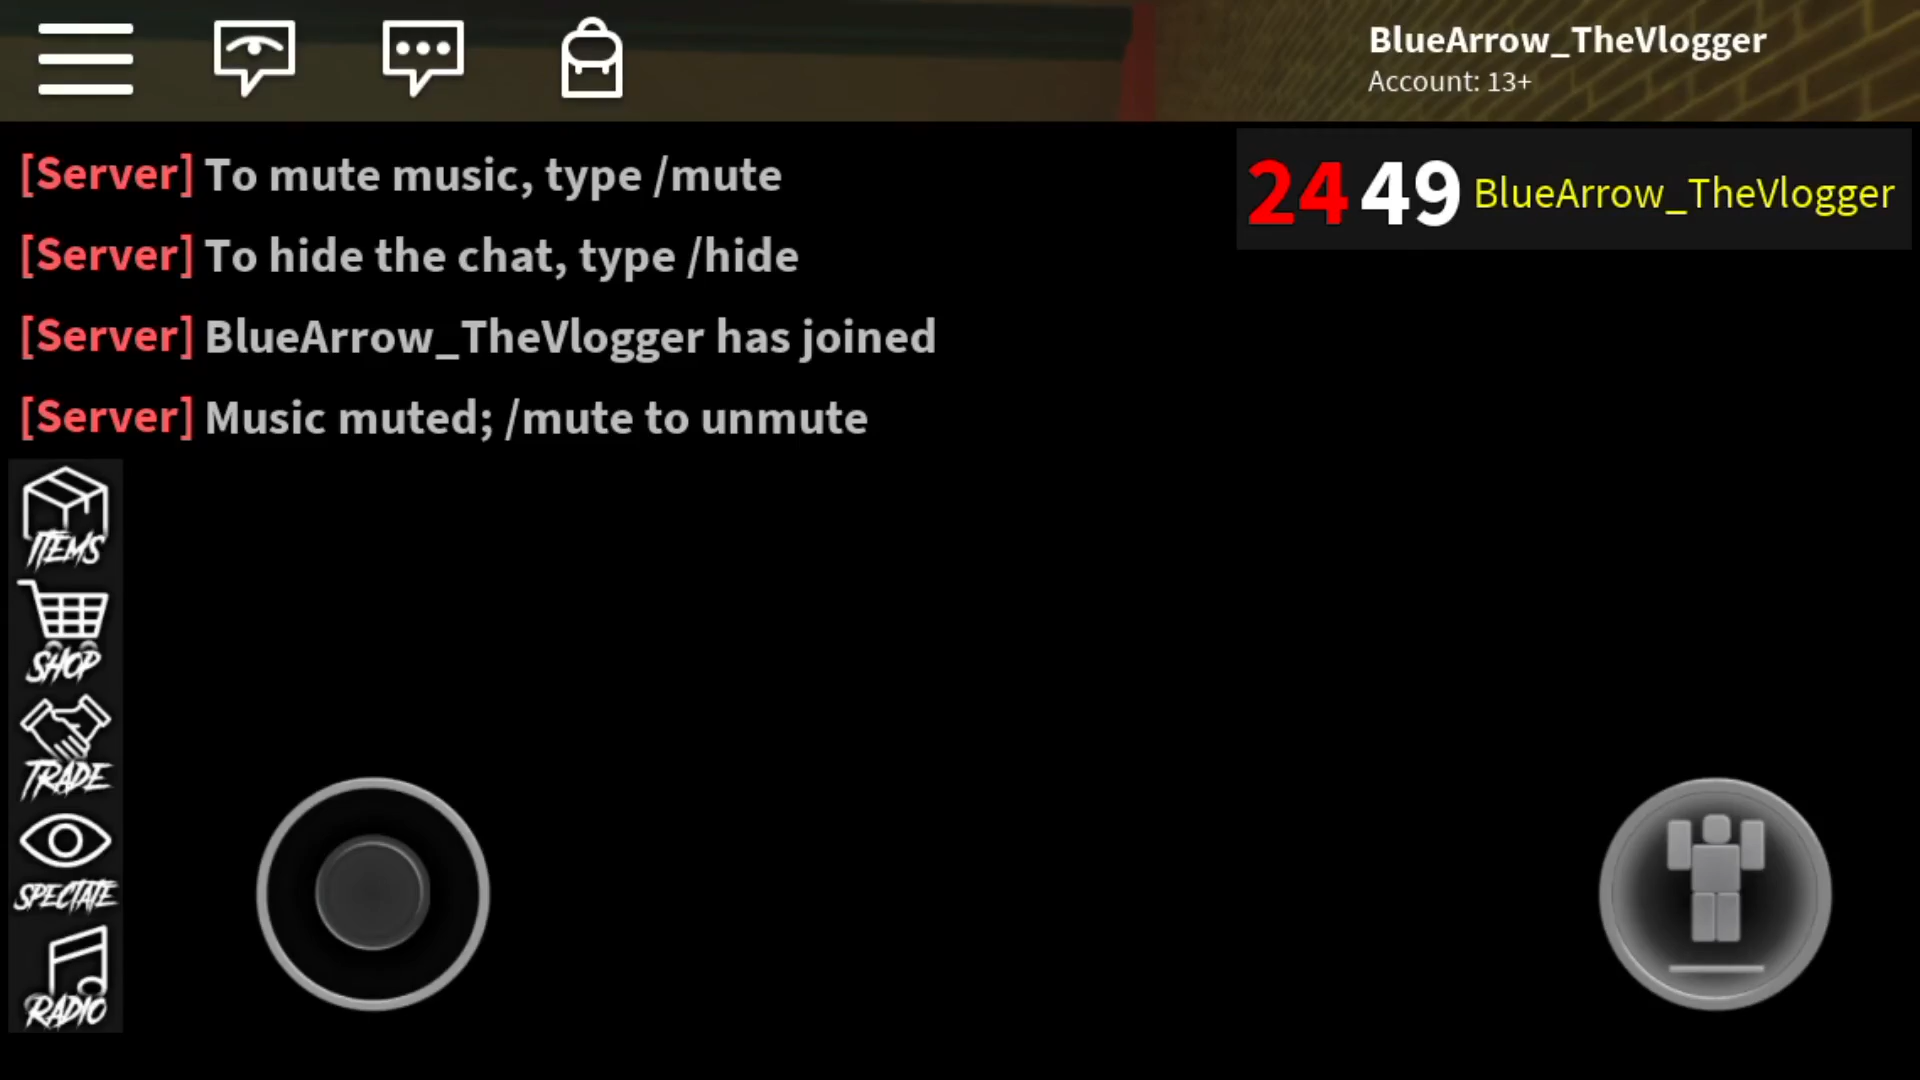 BlueArrow_TheVlogger
Account: 13+
[Server] To mute music, type /mute
[Server] To hide the chat, type /hide
[Server] BlueArrow_TheVlogger has joined
[Server] Music muted; /mute to unmute
24 49 BlueArrow_TheVlogger
ITEMS
SHOP
TRADE
SPECTATE
RADIO